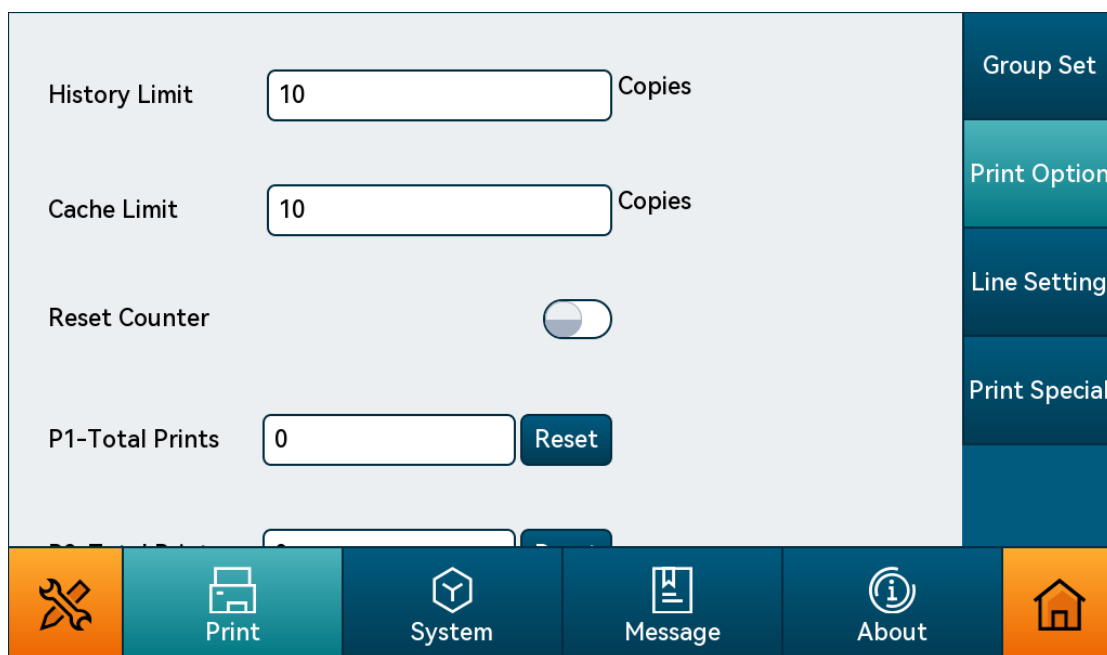 History Limit 10 Copies
Group Set
Cache Limit 10 Copies
Print Option
Reset Counter
Line Setting
P1-Total Prints 0 Reset
Print Special
Print
System
Message
About